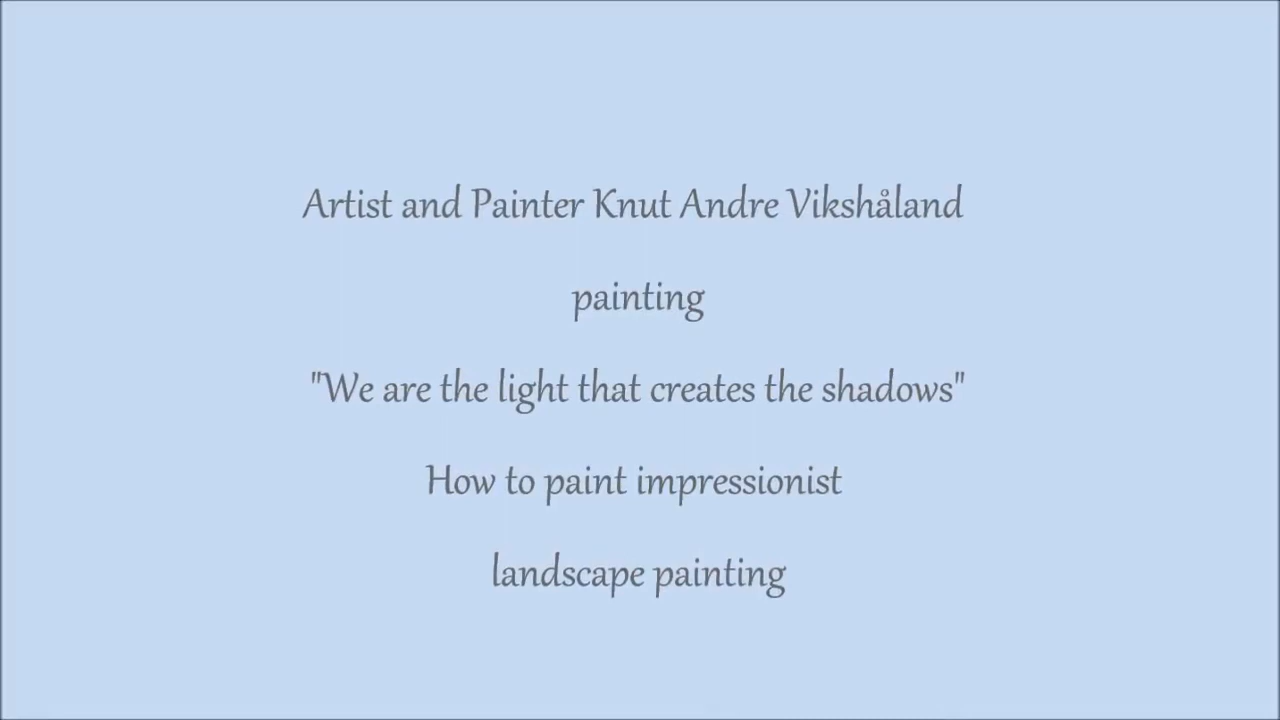 Artist and Painter Knut Andre Vikshåland
painting
"We are the light that creates the shadows"
How to paint impressionist
landscape painting